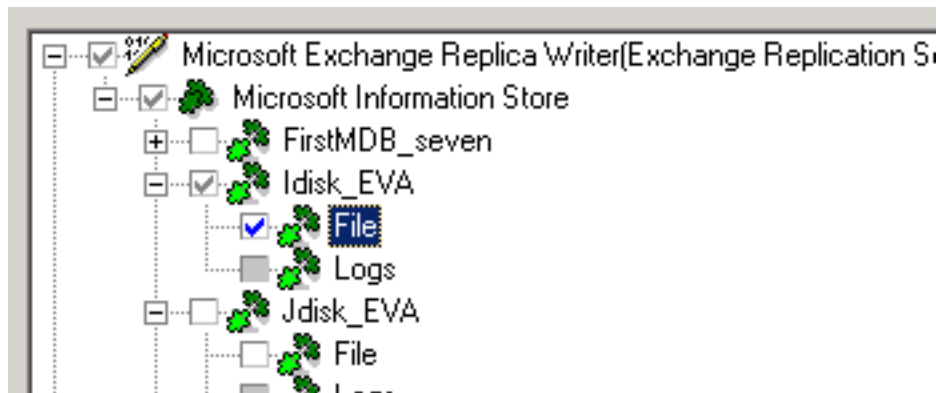 Microsoft Exchange Replica Writer(Exchange Replication
Microsoft Information Store
FirstMDB_seven
Idisk_EVA
File
Logs
Jdisk_EVA
File